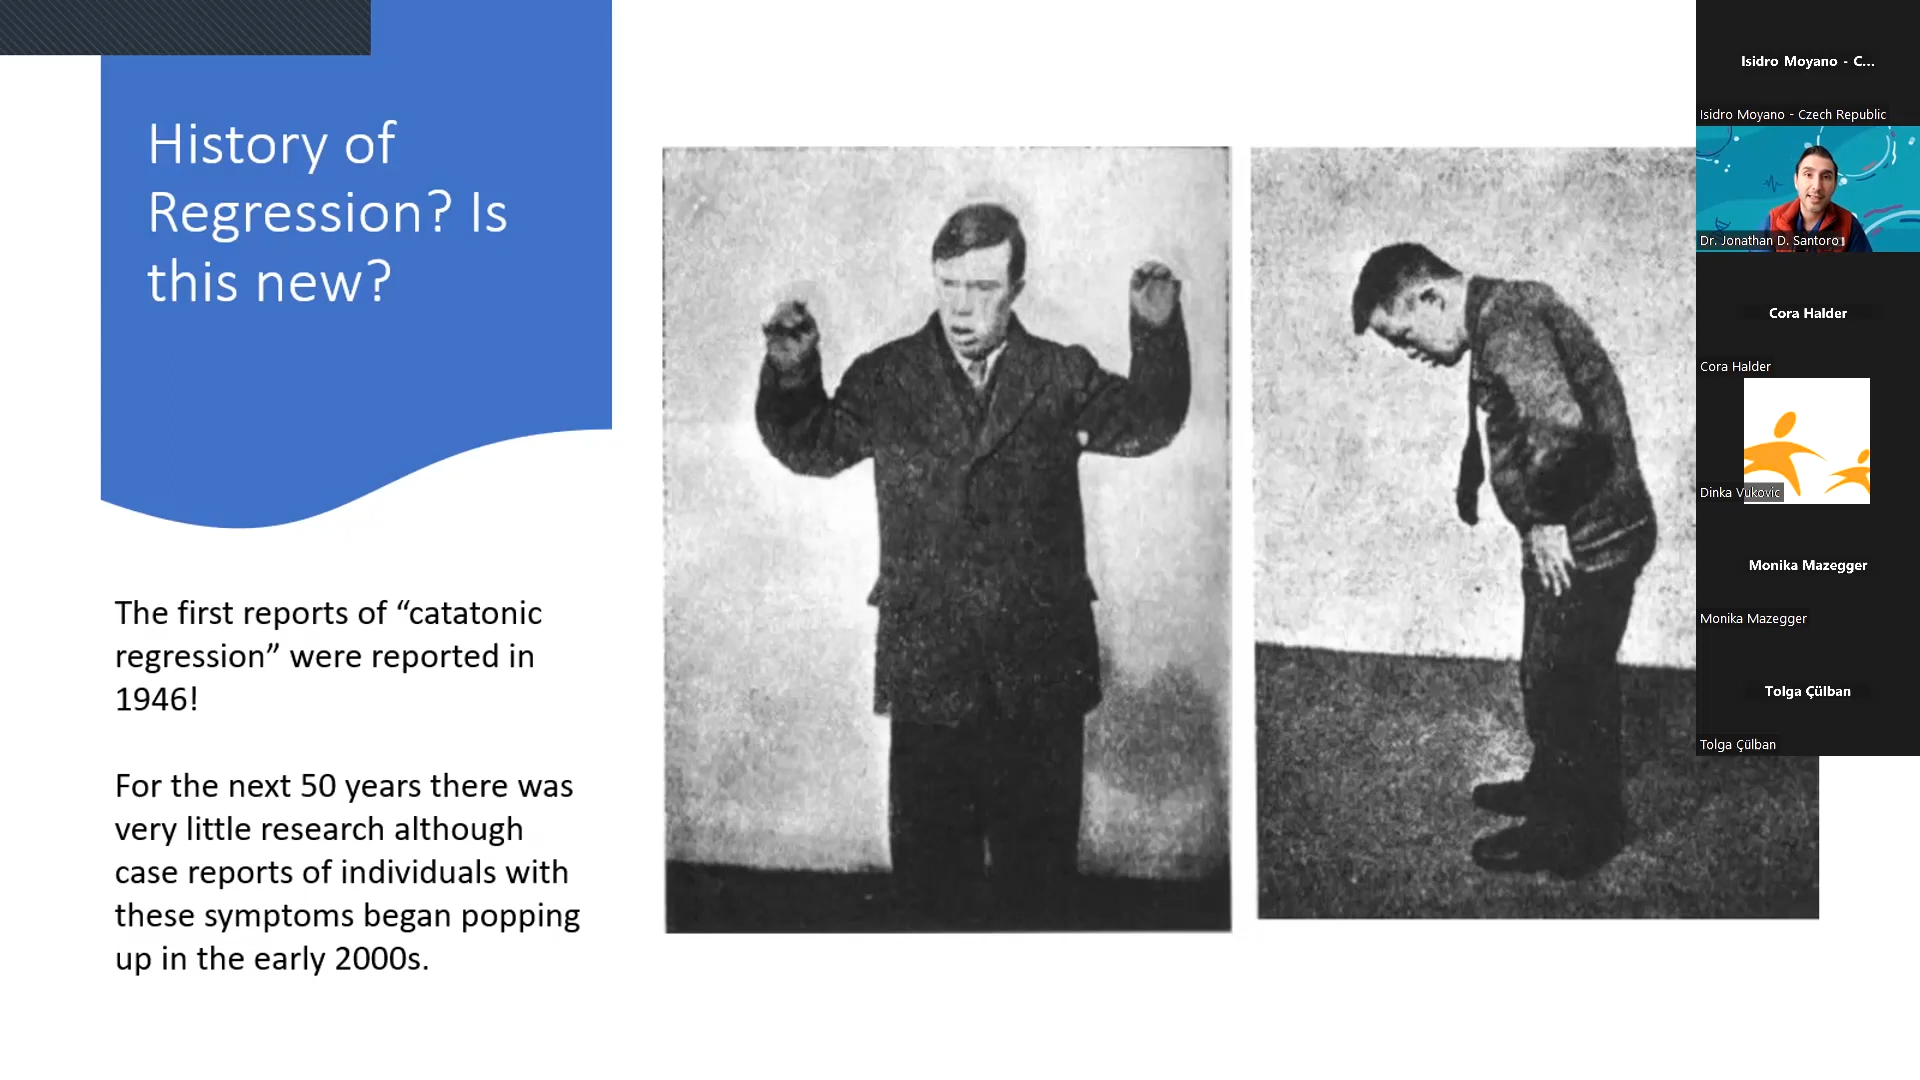 History of
Regression? Is
this new?
The first reports of “catatonic
regression” were reported in
1946!
For the next 50 years there was
very little research although
case reports of individuals with
these symptoms began popping
up in the early 2000s.
Isidro Moyano - C...
Isidro Moyano - Czech Republic
Dr. Jonathan D. Santoro
Cora Halder
Cora Halder
Dinka Vukovic
Monika Mazegger
Monika Mazegger
Tolga Çülban
Tolga Çülban